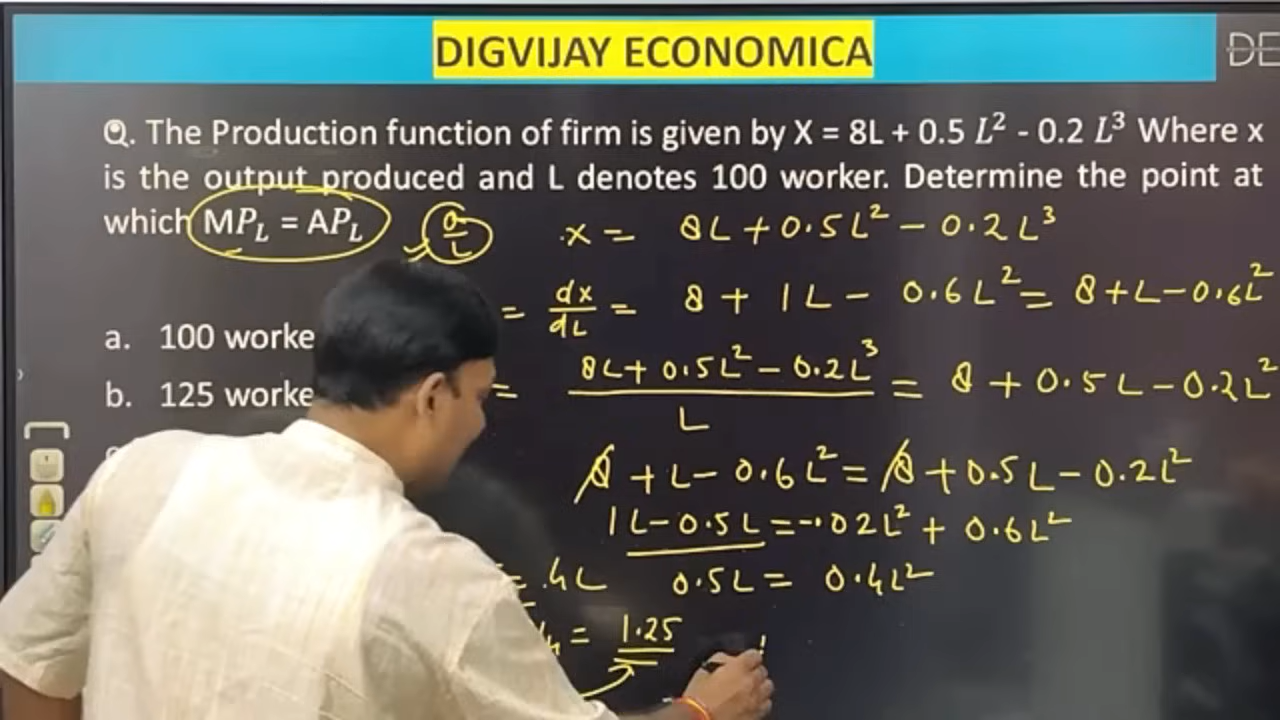 DIGVIJAY ECONOMICA
DE
Q. The Production function of firm is given by X = 8L + 0.5 L² - 0.2 L³ Where x
is the output produced and L denotes 100 worker. Determine the point at
which MP_L = AP_L
x = 8L + 0.5L² - 0.2L³
= dx/dL = 8 + 1L - 0.6L² = 8 + L - 0.6L²
a. 100 worke
= 8L + 0.5L² - 0.2L³ / L = 8 + 0.5L - 0.2L²
b. 125 worke
8 + L - 0.6L² = 8 + 0.5L - 0.2L²
1L - 0.5L = -.02L² + 0.6L²
= .4L 0.5L = 0.4L²
= 1.25